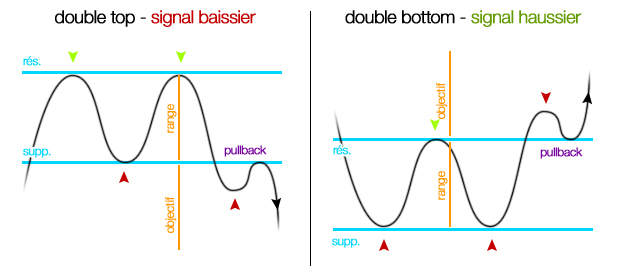 double top - signal baissier
rés.
range
supp.
pullback
objectif
double bottom - signal haussier
objectif
rés.
pullback
range
supp.